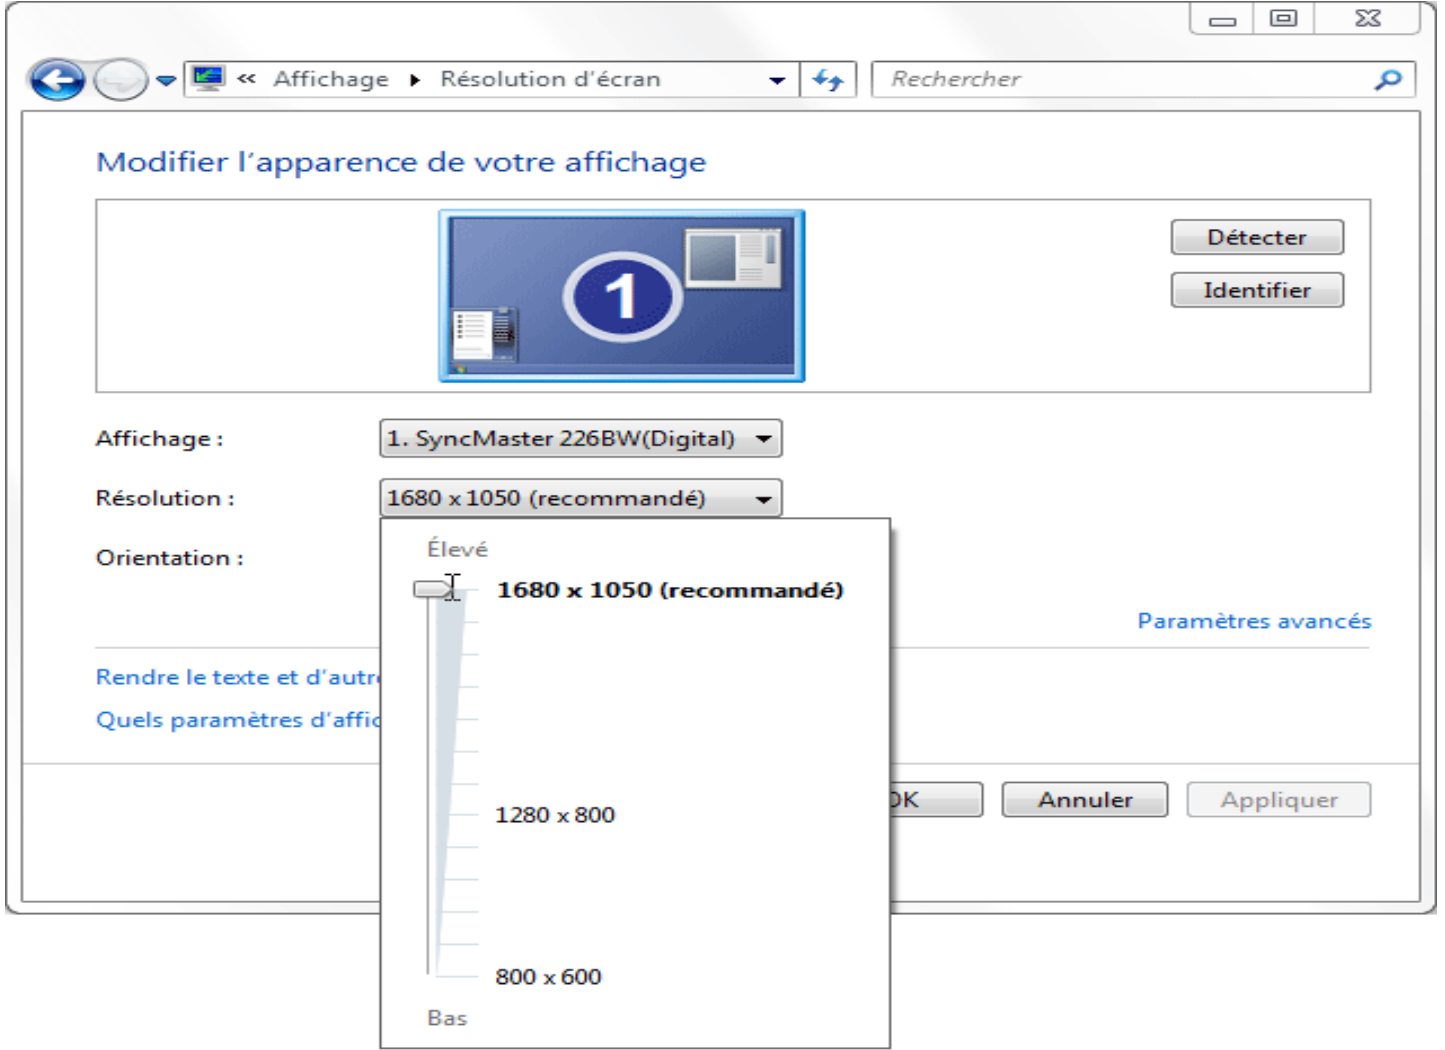 « Affichage ▸ Résolution d'écran
Rechercher
Modifier l'apparence de votre affichage
1
Détecter
Identifier
Affichage :
1. SyncMaster 226BW(Digital)
Résolution :
1680 x 1050 (recommandé)
Orientation :
Élevé
1680 x 1050 (recommandé)
Paramètres avancés
Rendre le texte et d'autr
Quels paramètres d'affic
1280 x 800
OK
Annuler
Appliquer
800 x 600
Bas